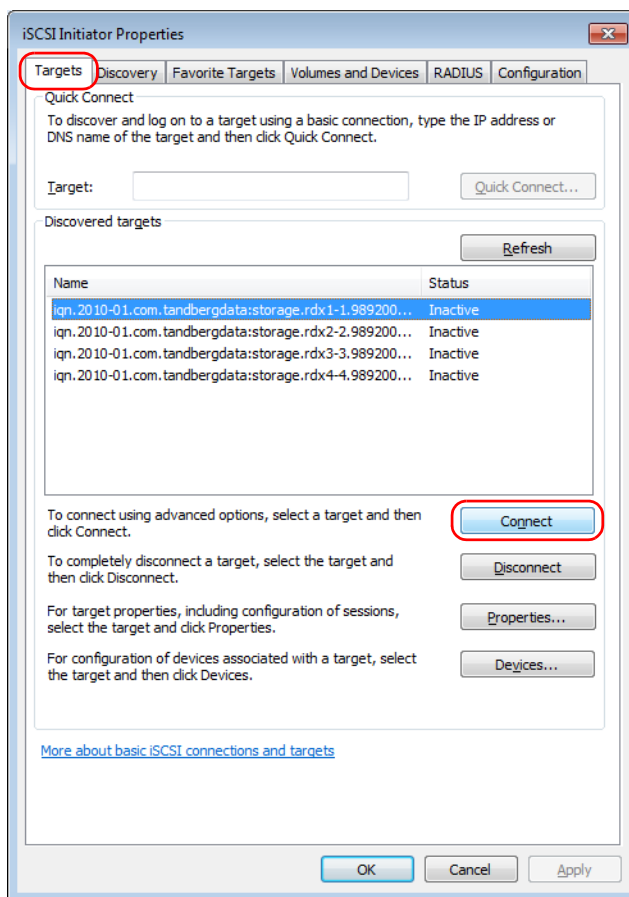 iSCSI Initiator Properties
Targets Discovery Favorite Targets Volumes and Devices RADIUS Configuration
Quick Connect
To discover and log on to a target using a basic connection, type the IP address or
DNS name of the target and then click Quick Connect.
Target: Quick Connect...
Discovered targets
Refresh
Name Status
iqn.2010-01.com.tandbergdata:storage.rdx1-1.989200... Inactive
iqn.2010-01.com.tandbergdata:storage.rdx2-2.989200... Inactive
iqn.2010-01.com.tandbergdata:storage.rdx3-3.989200... Inactive
iqn.2010-01.com.tandbergdata:storage.rdx4-4.989200... Inactive
To connect using advanced options, select a target and then
click Connect.
Connect
To completely disconnect a target, select the target and
then click Disconnect.
Disconnect
For target properties, including configuration of sessions,
select the target and click Properties.
Properties...
For configuration of devices associated with a target, select
the target and then click Devices.
Devices...
More about basic iSCSI connections and targets
OK Cancel Apply